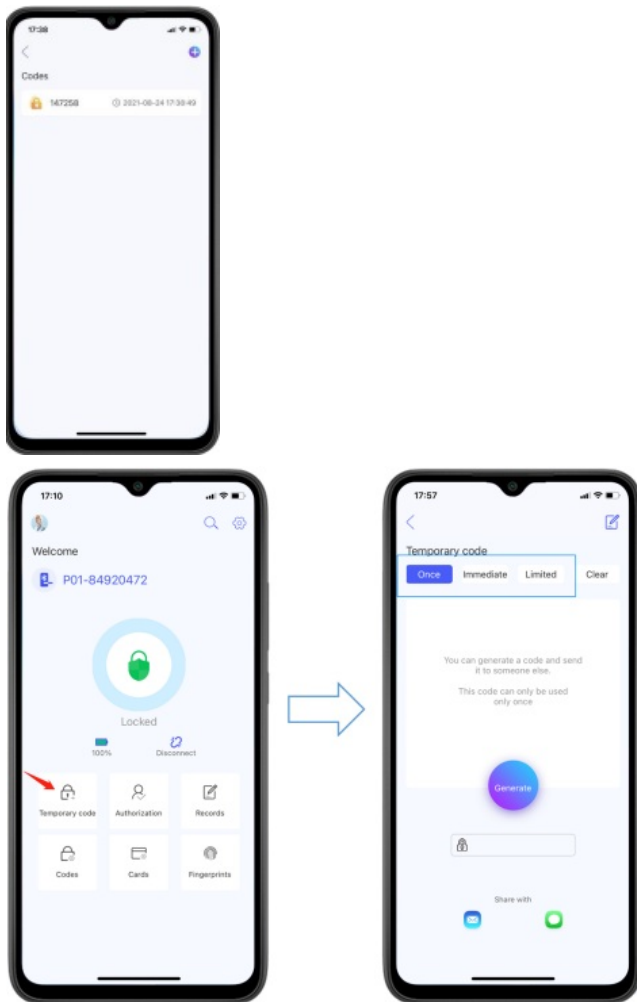 17:38
Codes
147258 2021-08-24 17:38:49
17:10
Welcome
P01-84920472
Locked
100% Disconnect
Temporary code Authorization Records
Codes Cards Fingerprints
17:57
Temporary code
Once Immediate Limited Clear
You can generate a code and send
it to someone else.
This code can only be used
only once
Generate
Share with